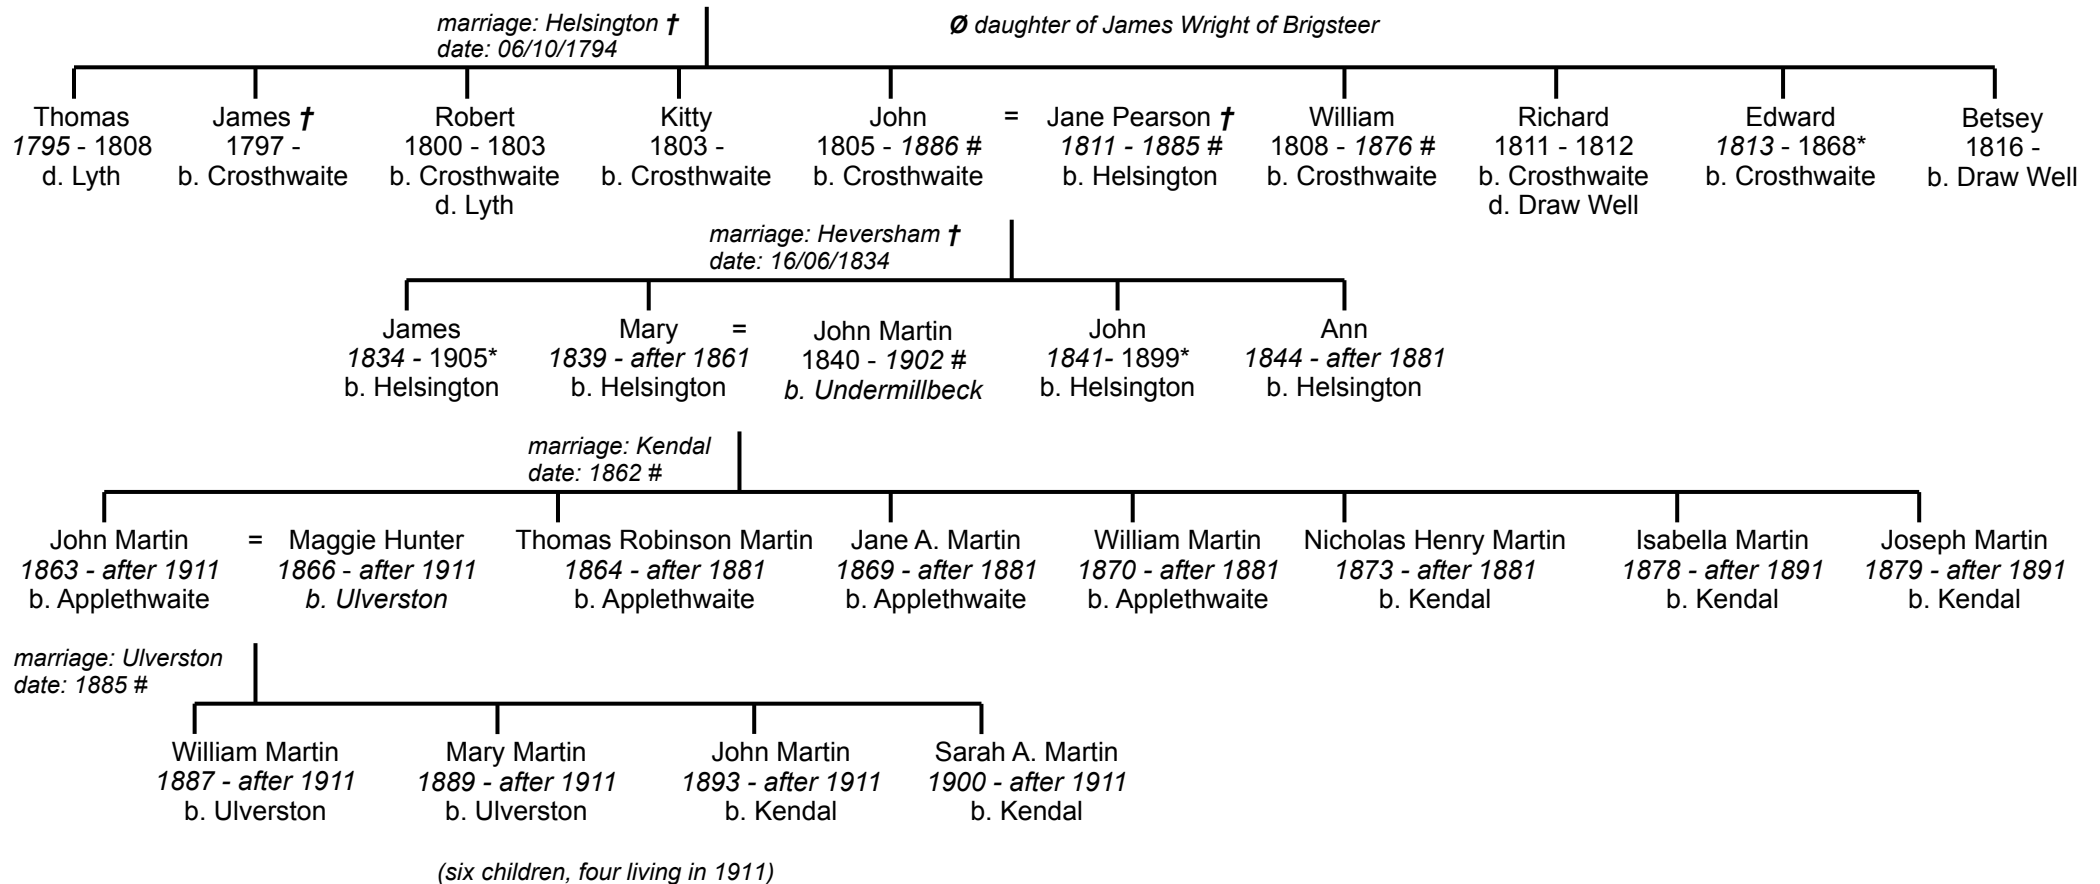 marriage: Helsington †
date: 06/10/1794
Ø daughter of James Wright of Brigsteer
Thomas
1795 - 1808
d. Lyth
James †
1797 -
b. Crosthwaite
Robert
1800 - 1803
b. Crosthwaite
d. Lyth
Kitty
1803 -
b. Crosthwaite
John
1805 - 1886 #
b. Crosthwaite
=
Jane Pearson †
1811 - 1885 #
b. Helsington
William
1808 - 1876 #
b. Crosthwaite
Richard
1811 - 1812
b. Crosthwaite
d. Draw Well
Edward
1813 - 1868*
b. Crosthwaite
Betsey
1816 -
b. Draw Well
marriage: Heversham †
date: 16/06/1834
James
1834 - 1905*
b. Helsington
Mary
1839 - after 1861
b. Helsington
=
John Martin
1840 - 1902 #
b. Undermillbeck
John
1841- 1899*
b. Helsington
Ann
1844 - after 1881
b. Helsington
marriage: Kendal
date: 1862 #
John Martin
1863 - after 1911
b. Applethwaite
=
Maggie Hunter
1866 - after 1911
b. Ulverston
Thomas Robinson Martin
1864 - after 1881
b. Applethwaite
Jane A. Martin
1869 - after 1881
b. Applethwaite
William Martin
1870 - after 1881
b. Applethwaite
Nicholas Henry Martin
1873 - after 1881
b. Kendal
Isabella Martin
1878 - after 1891
b. Kendal
Joseph Martin
1879 - after 1891
b. Kendal
marriage: Ulverston
date: 1885 #
William Martin
1887 - after 1911
b. Ulverston
Mary Martin
1889 - after 1911
b. Ulverston
John Martin
1893 - after 1911
b. Kendal
Sarah A. Martin
1900 - after 1911
b. Kendal
(six children, four living in 1911)